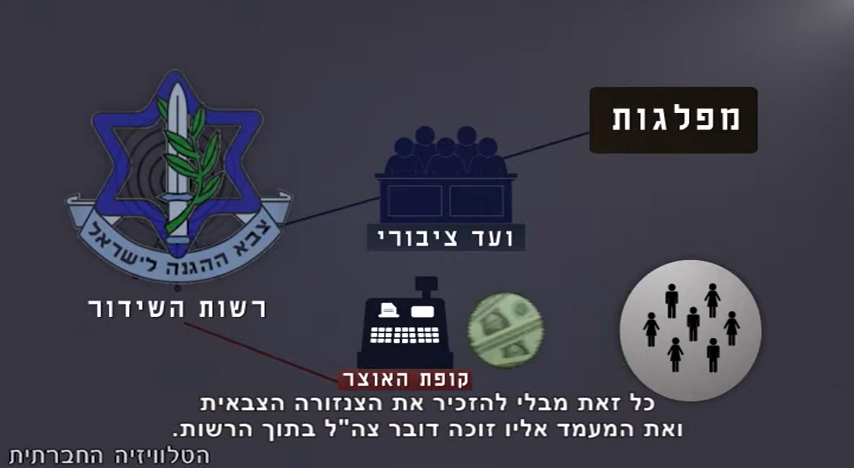 מפלגות
ועד ציבורי
צבא ההגנה לישראל
רשות השידור
קופת האוצר
כל זאת מבלי להזכיר את הצנזורה הצבאית
ואת המעמד אליו זוכה דובר צה"ל בתוך הרשות.
הטלוויזיה החברתית